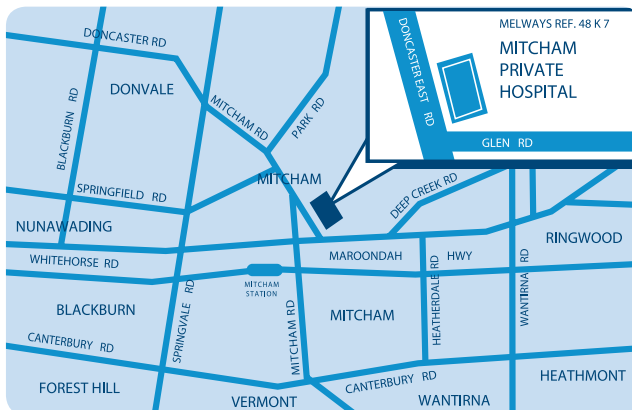 DONCASTER RD
DONVALE
BLACKBURN RD
MITCHAM RD
PARK RD
MELWAYS REF. 48 K 7
MITCHAM
PRIVATE
HOSPITAL
DONCASTER EAST RD
GLEN RD
SPRINGFIELD RD
MITCHAM
DEEP CREEK RD
NUNAWADING
WHITEHORSE RD
MAROONDAH HWY
RINGWOOD
MITCHAM
STATION
BLACKBURN
SPRINGVALE RD
MITCHAM RD
MITCHAM
HEATHERDALE RD
WANTIRNA RD
CANTERBURY RD
FOREST HILL
VERMONT
CANTERBURY RD
WANTIRNA
HEATHMONT